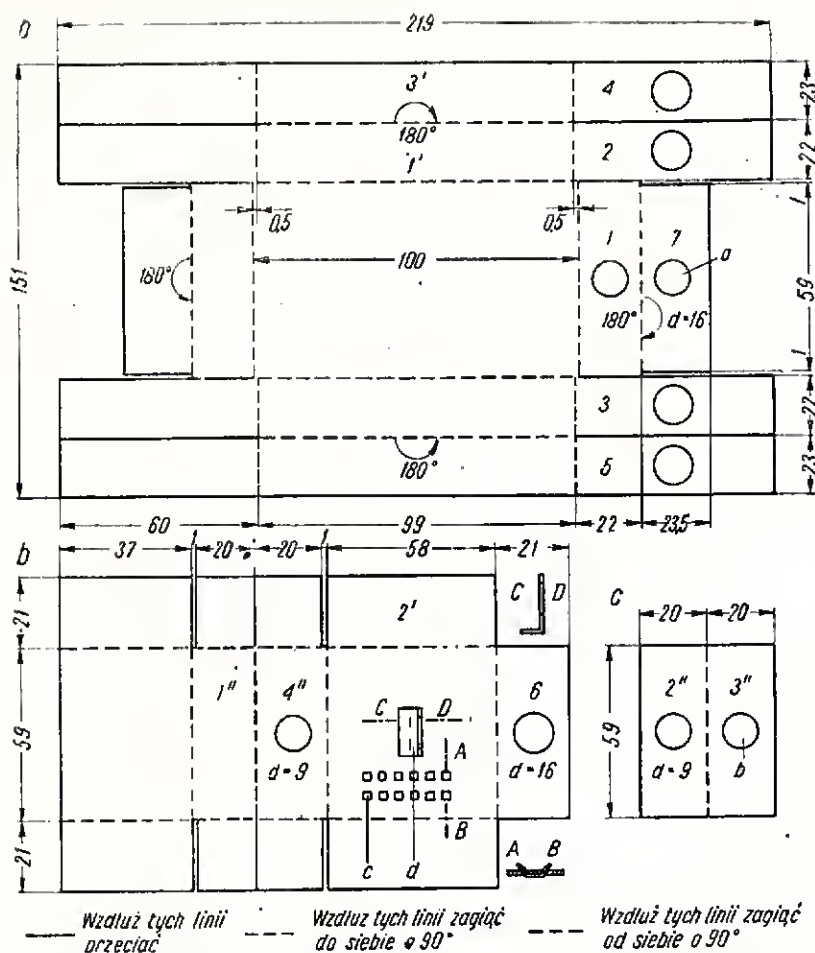 a
219
3' 4
23
180°
1' 2
22
0,5 0,5
1 7
1
100
151
180°
a
59
180° d=16
1
3
22
180° 5
23
60 99 22 23,5
b
37 1 20 20 1 58 21
2' C D
c
21
20 20
1" 4" 6
2" 3"
C D
59
59
A
d=9 d=16
d=9 b
B
21
c d
A B
Wzdłuż tych linii
przeciąć
Wzdłuż tych linii zagiąć
do siebie o 90°
Wzdłuż tych linii zagiąć
od siebie o 90°